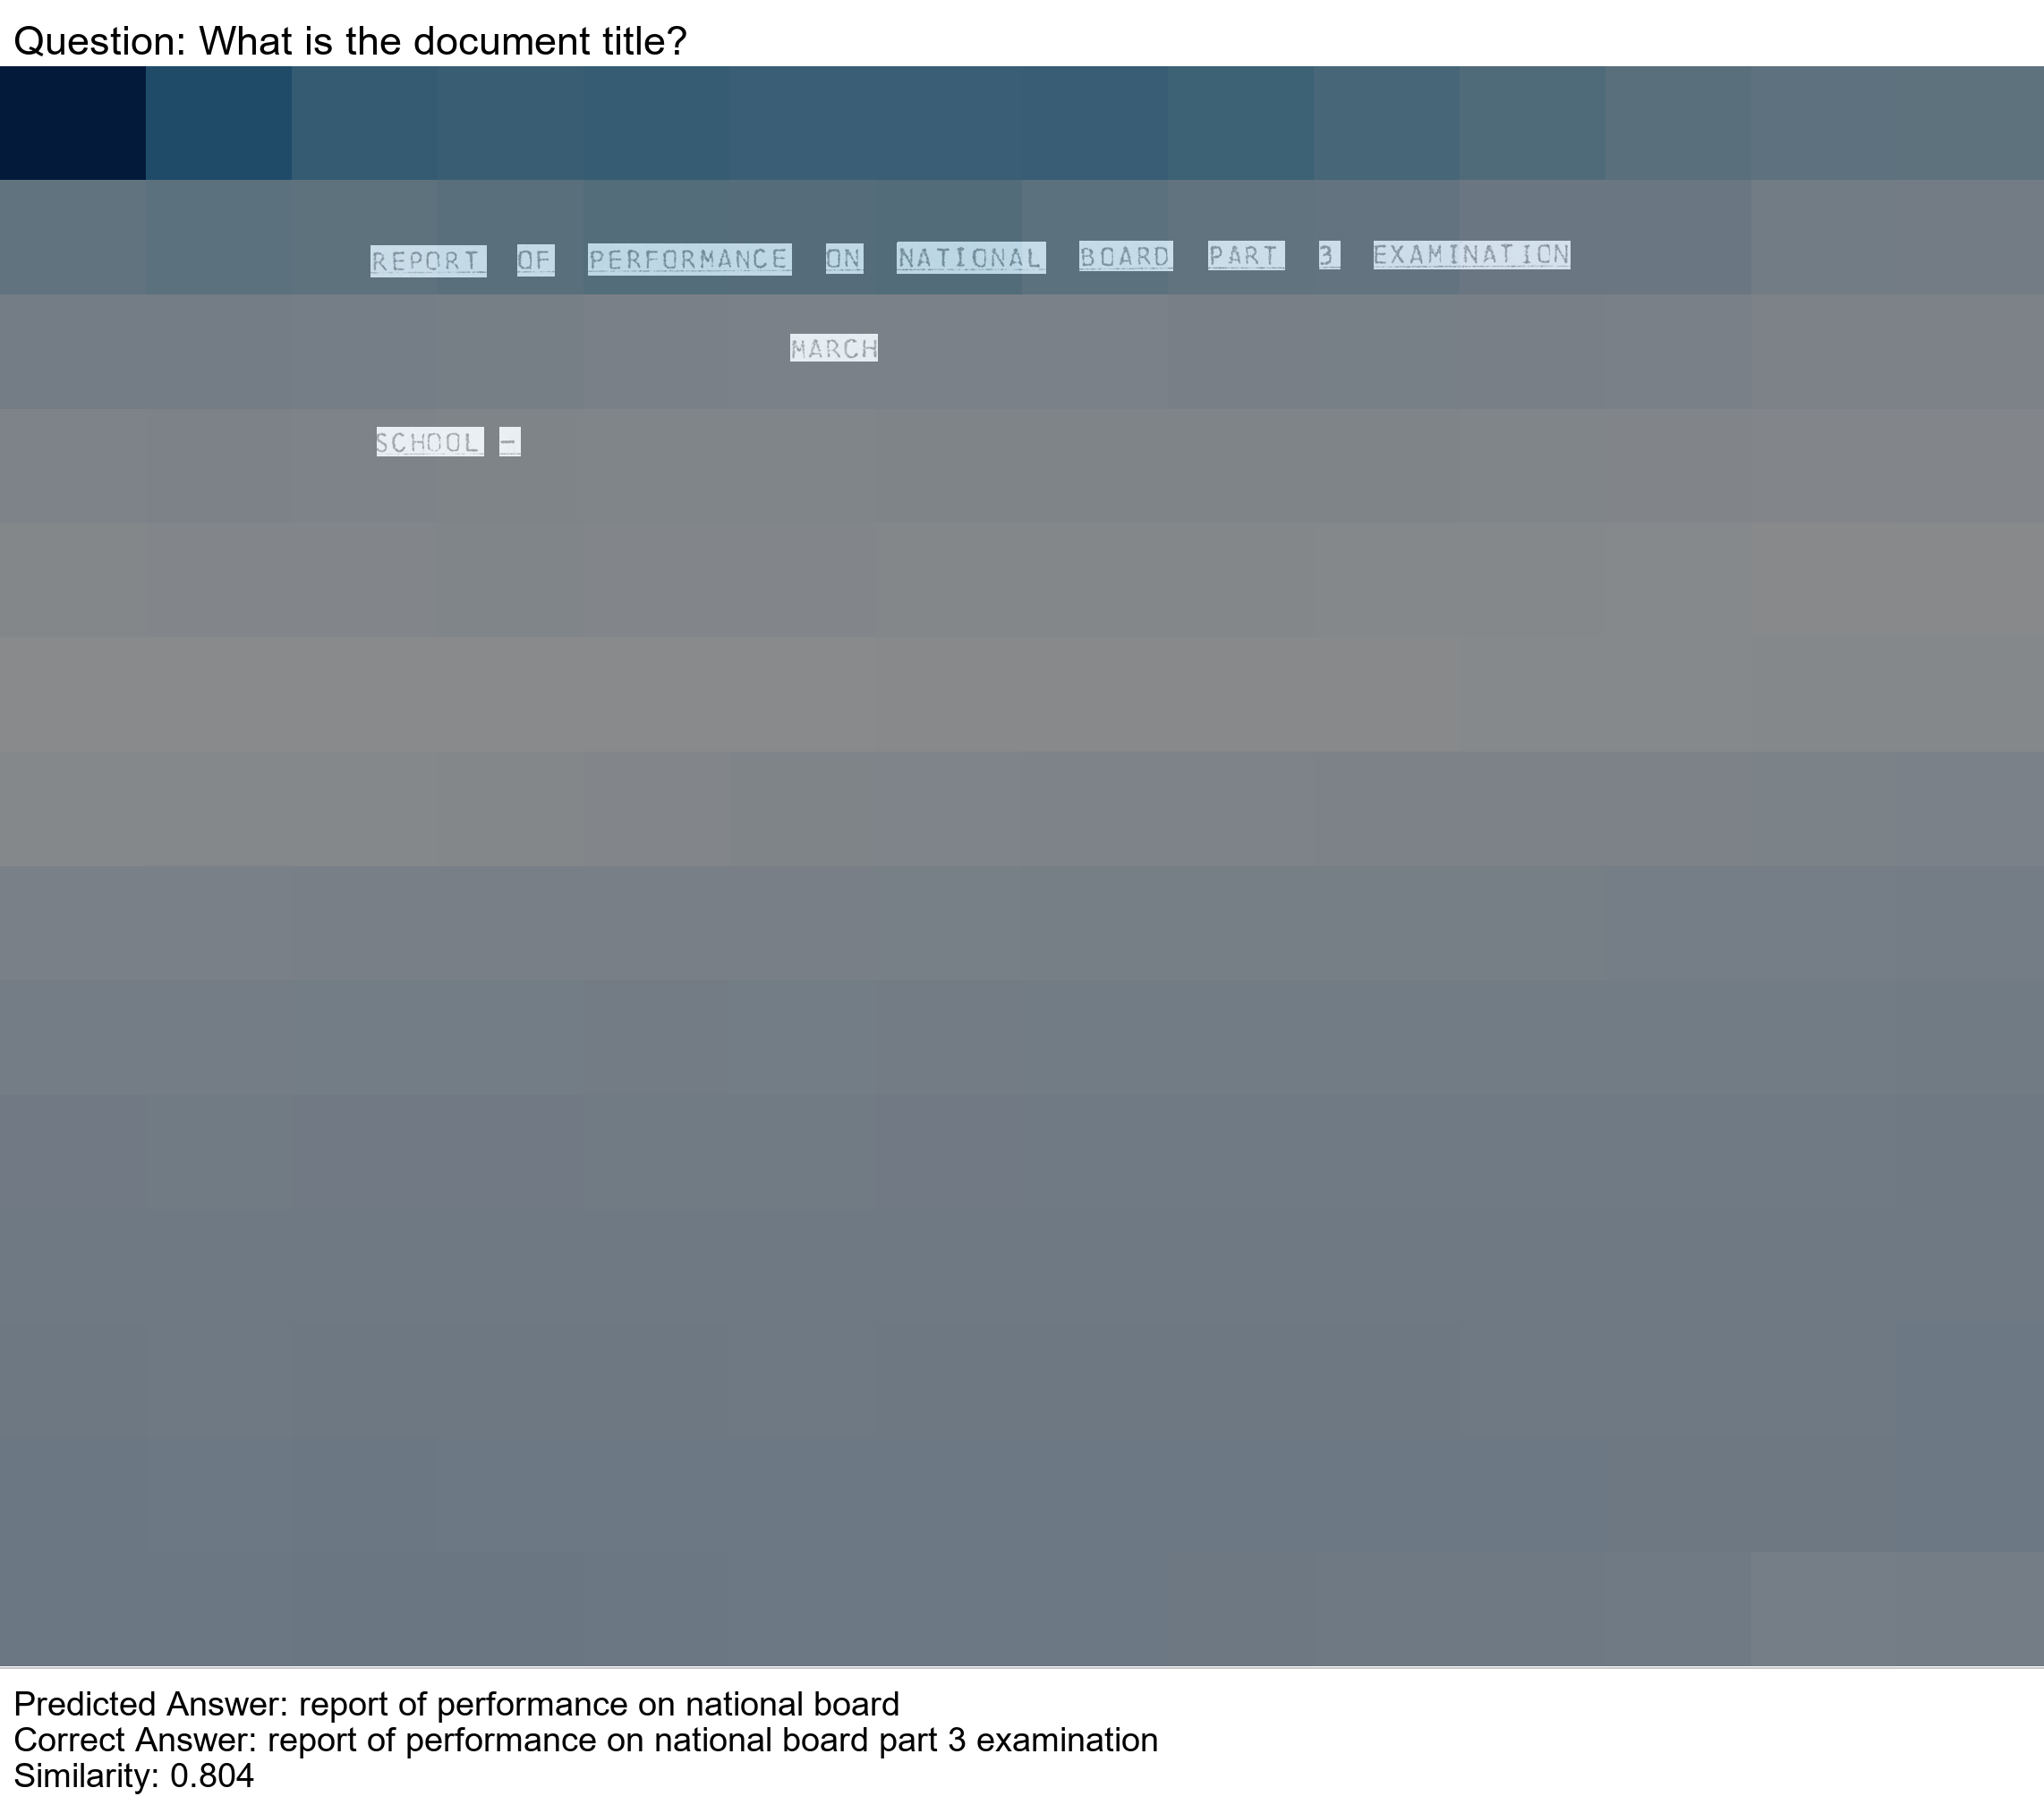 Question: What is the document title?
REPORT OF PERFORMANCE ON NATIONAL BOARD PART 3 EXAMINATION
MARCH
SCHOOL -
Predicted Answer: report of performance on national board
Correct Answer: report of performance on national board part 3 examination
Similarity: 0.804